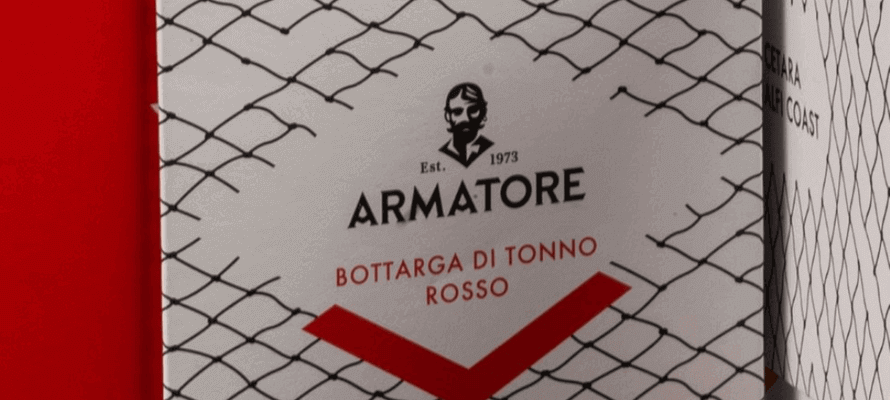 Est. 1973
ARMATORE
BOTTARGA DI TONNO
ROSSO
CETARA
COAST